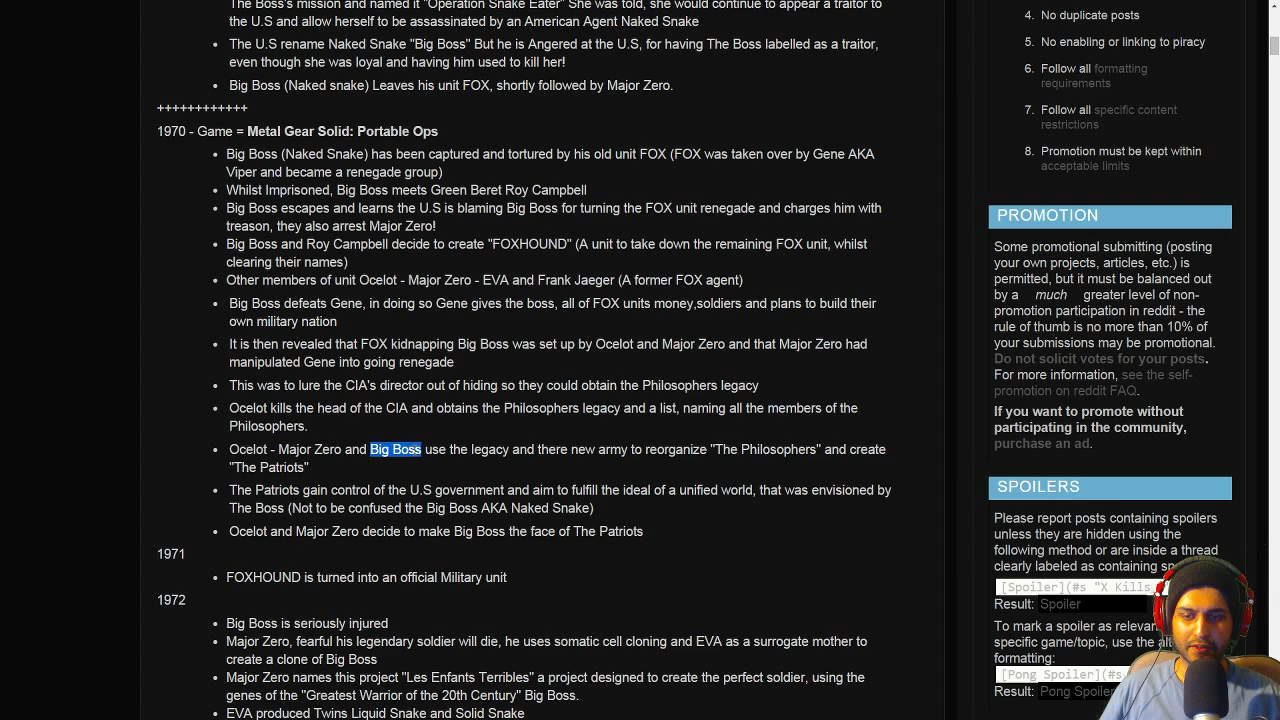 The Boss's mission and named it "Operation Snake Eater" She was told, she would continue to appear a traitor to
the U.S and allow herself to be assassinated by an American Agent Naked Snake
The U.S rename Naked Snake "Big Boss" But he is Angered at the U.S, for having The Boss labelled as a traitor,
even though she was loyal and having him used to kill her!
Big Boss (Naked snake) Leaves his unit FOX, shortly followed by Major Zero.
++++++++++++
1970 - Game = Metal Gear Solid: Portable Ops
Big Boss (Naked Snake) has been captured and tortured by his old unit FOX (FOX was taken over by Gene AKA
Viper and became a renegade group)
Whilst Imprisoned, Big Boss meets Green Beret Roy Campbell
Big Boss escapes and learns the U.S is blaming Big Boss for turning the FOX unit renegade and charges him with
treason, they also arrest Major Zero!
Big Boss and Roy Campbell decide to create "FOXHOUND" (A unit to take down the remaining FOX unit, whilst
clearing their names)
Other members of unit Ocelot - Major Zero - EVA and Frank Jaeger (A former FOX agent)
Big Boss defeats Gene, in doing so Gene gives the boss, all of FOX units money,soldiers and plans to build their
own military nation
It is then revealed that FOX kidnapping Big Boss was set up by Ocelot and Major Zero and that Major Zero had
manipulated Gene into going renegade
This was to lure the CIA's director out of hiding so they could obtain the Philosophers legacy
Ocelot kills the head of the CIA and obtains the Philosophers legacy and a list, naming all the members of the
Philosophers.
Ocelot - Major Zero and Big Boss use the legacy and there new army to reorganize "The Philosophers" and create
"The Patriots"
The Patriots gain control of the U.S government and aim to fulfill the ideal of a unified world, that was envisioned by
The Boss (Not to be confused the Big Boss AKA Naked Snake)
Ocelot and Major Zero decide to make Big Boss the face of The Patriots
1971
FOXHOUND is turned into an official Military unit
1972
Big Boss is seriously injured
Major Zero, fearful his legendary soldier will die, he uses somatic cell cloning and EVA as a surrogate mother to
create a clone of Big Boss
Major Zero names project "Les Enfants Terribles" a project designed to create the perfect soldier, using the
genes of the "Greatest Warrior of the 20th Century" Big Boss.
EVA produced Twins Liquid Snake and Solid Snake
4. No duplicate posts
5. No enabling or linking to piracy
6. Follow all formatting
requirements
7. Follow all specific content
restrictions
8. Promotion must be kept within
acceptable limits
PROMOTION
Some promotional submitting (posting
your own projects, articles, etc.) is
permitted, but it must be balanced out
by a much greater level of non-
promotion participation in reddit - the
rule of thumb is no more than 10% of
your submissions may be promotional.
Do not solicit votes for your posts.
For more information, see the self-
promotion on reddit FAQ.
If you want to promote without
participating in the community,
purchase an ad.
SPOILERS
Please report posts containing spoilers
unless they are hidden using the
following method or are inside a thread
clearly labeled as containing
[Spoiler](#s "X Kills
Result: Spoiler
To mark a spoiler as
specific game/topic, use the
formatting:
[Pong Spoiler](#s
Result: Pong Spoiler